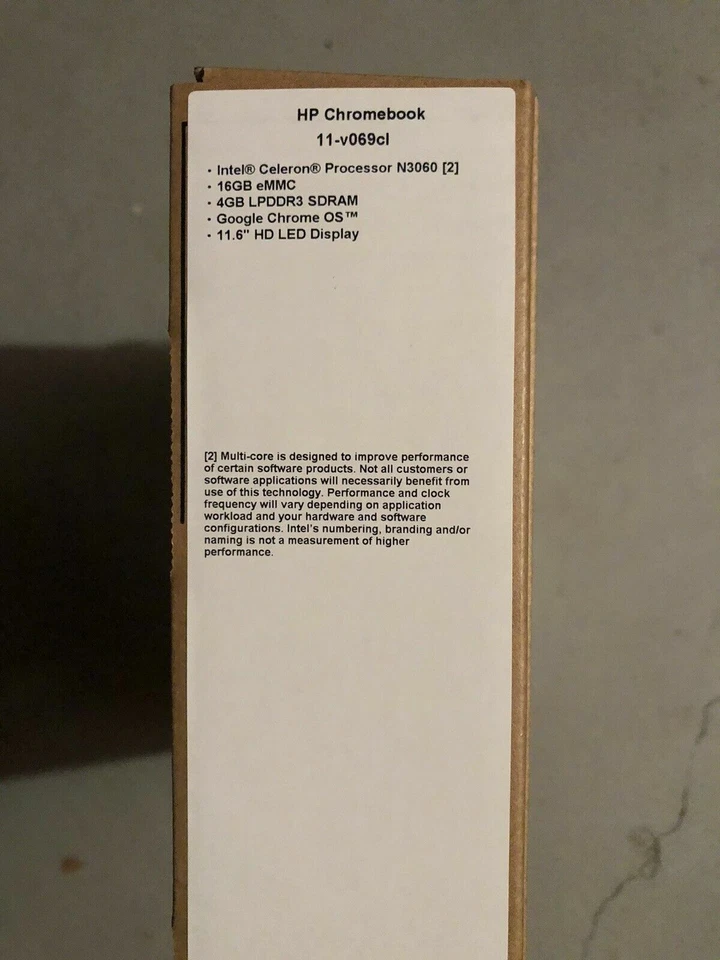 HP Chromebook
11-v069cl
· Intel® Celeron® Processor N3060 [2]
· 16GB eMMC
· 4GB LPDDR3 SDRAM
· Google Chrome OS™
· 11.6" HD LED Display
[2] Multi-core is designed to improve performance
of certain software products. Not all customers or
software applications will necessarily benefit from
use of this technology. Performance and clock
frequency will vary depending on application
workload and your hardware and software
configurations. Intel's numbering, branding and/or
naming is not a measurement of higher
performance.